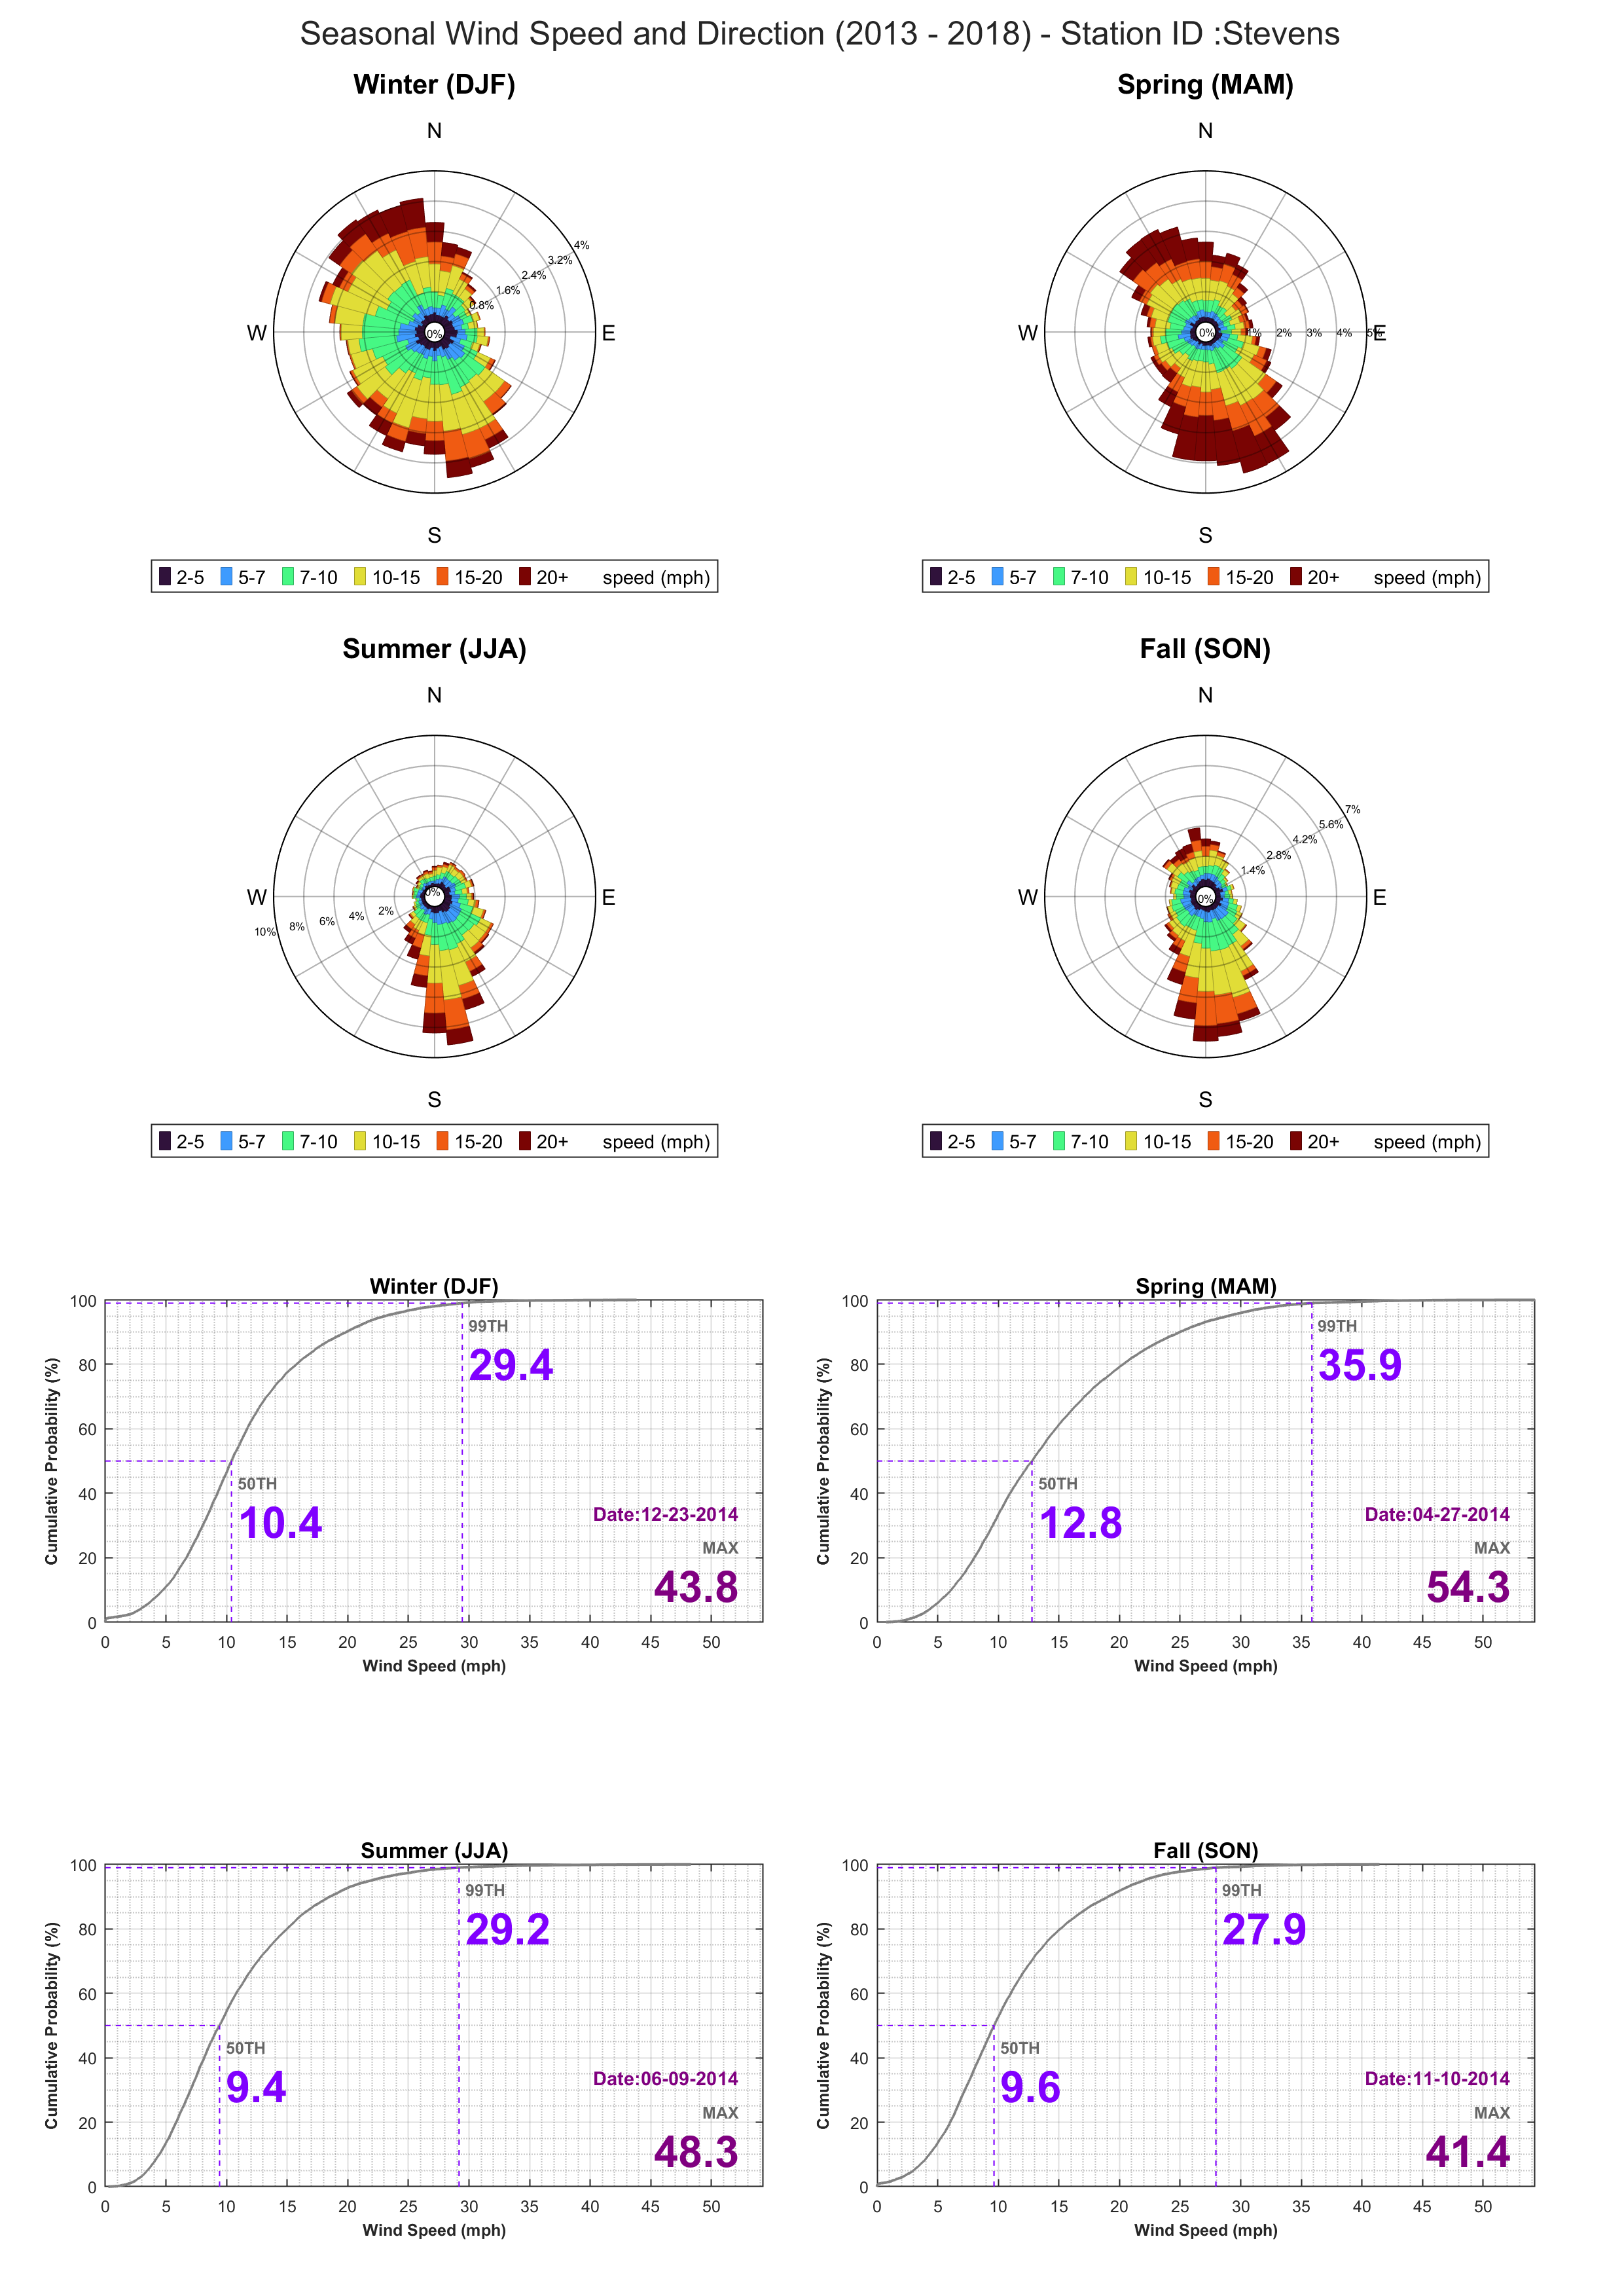 Seasonal Wind Speed and Direction (2013 - 2018) - Station ID :Stevens
Winter (DJF)
N
W
E
S
0%
0.8%
1.6%
2.4%
3.2%
4%
2-5 5-7 7-10 10-15 15-20 20+ speed (mph)
Spring (MAM)
N
W
E
S
0% 1% 2% 3% 4% 5%
2-5 5-7 7-10 10-15 15-20 20+ speed (mph)
Summer (JJA)
N
W
E
S
0%
2%
4%
6%
8%
10%
2-5 5-7 7-10 10-15 15-20 20+ speed (mph)
Fall (SON)
N
W
E
S
0%
1.4%
2.8%
4.2%
5.6%
7%
2-5 5-7 7-10 10-15 15-20 20+ speed (mph)
Winter (DJF)
Cumulative Probability (%)
100
80
60
40
20
0
99TH
29.4
50TH
10.4
Date:12-23-2014
MAX
43.8
0 5 10 15 20 25 30 35 40 45 50
Wind Speed (mph)
Spring (MAM)
Cumulative Probability (%)
100
80
60
40
20
0
99TH
35.9
50TH
12.8
Date:04-27-2014
MAX
54.3
0 5 10 15 20 25 30 35 40 45 50
Wind Speed (mph)
Summer (JJA)
Cumulative Probability (%)
100
80
60
40
20
0
99TH
29.2
50TH
9.4
Date:06-09-2014
MAX
48.3
0 5 10 15 20 25 30 35 40 45 50
Wind Speed (mph)
Fall (SON)
Cumulative Probability (%)
100
80
60
40
20
0
99TH
27.9
50TH
9.6
Date:11-10-2014
MAX
41.4
0 5 10 15 20 25 30 35 40 45 50
Wind Speed (mph)